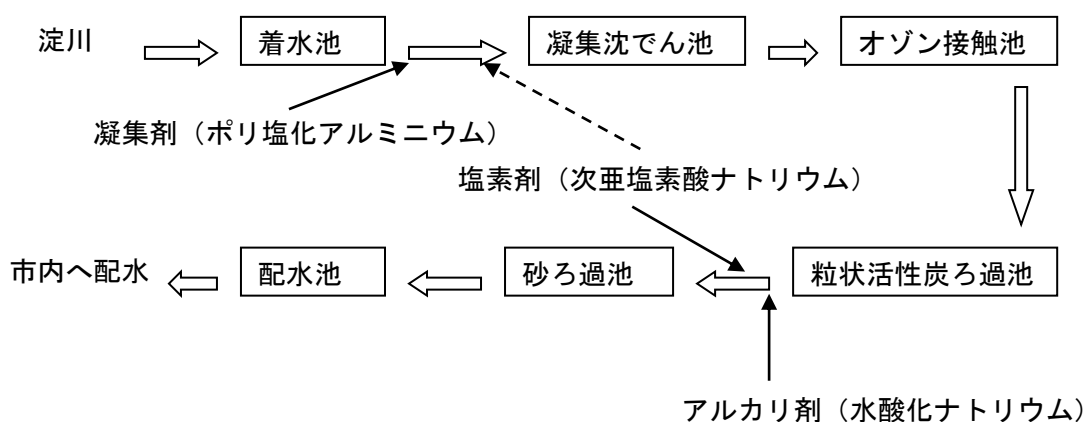 淀川
着水池
凝集沈でん池
オゾン接触池
凝集剤（ポリ塩化アルミニウム）
塩素剤（次亜塩素酸ナトリウム）
市内へ配水
配水池
砂ろ過池
粒状活性炭ろ過池
アルカリ剤（水酸化ナトリウム）